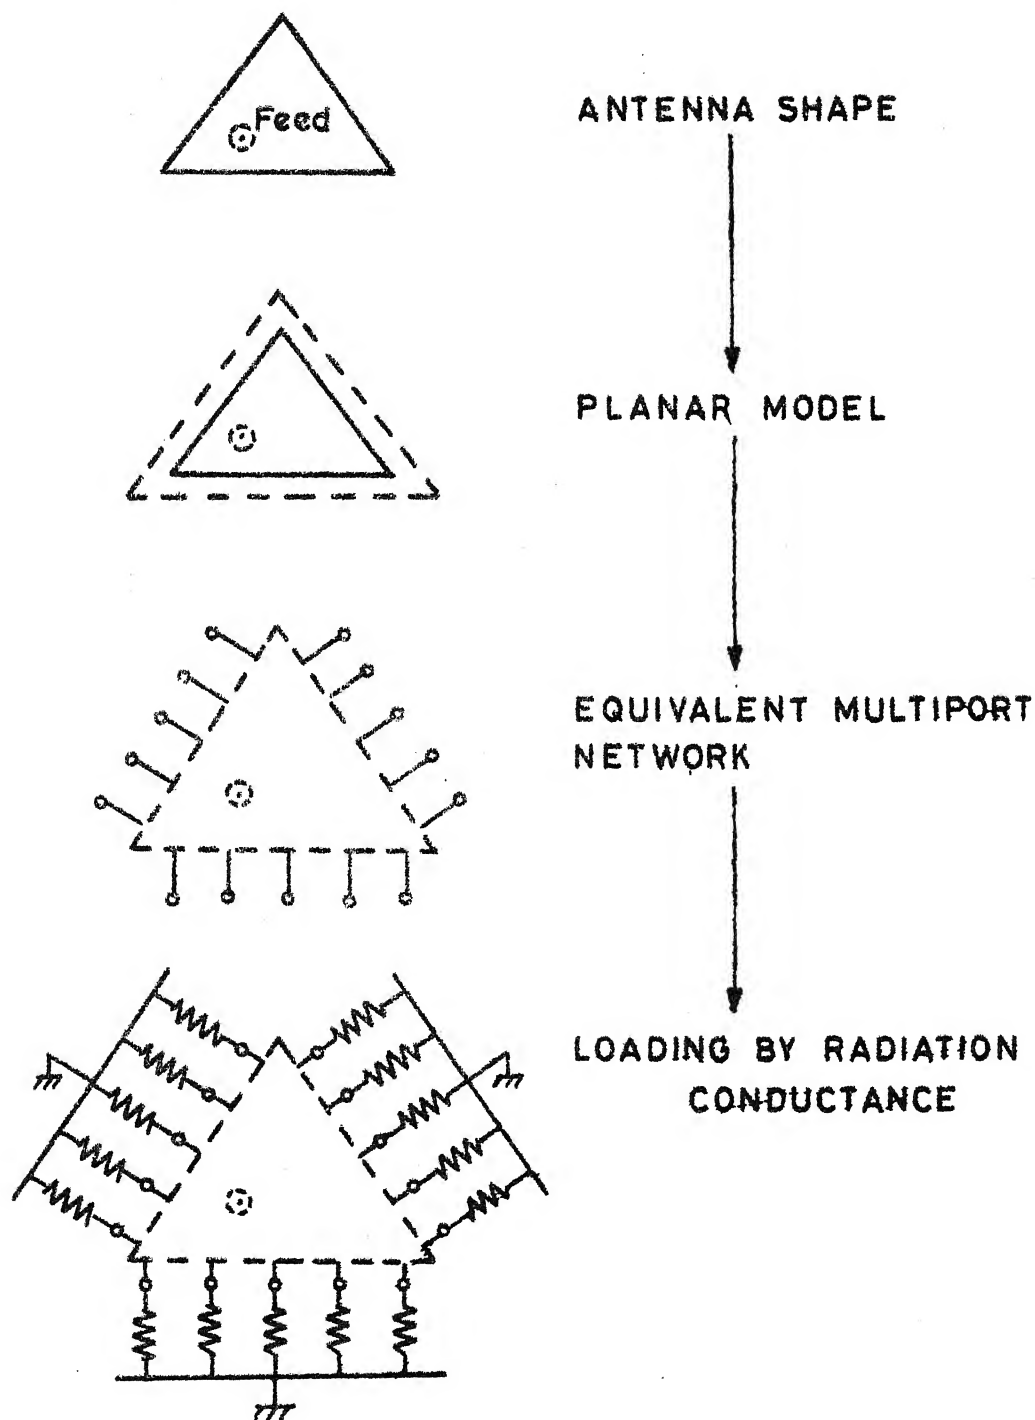 Feed
ANTENNA SHAPE
PLANAR MODEL
EQUIVALENT MULTIPORT
NETWORK
LOADING BY RADIATION
CONDUCTANCE